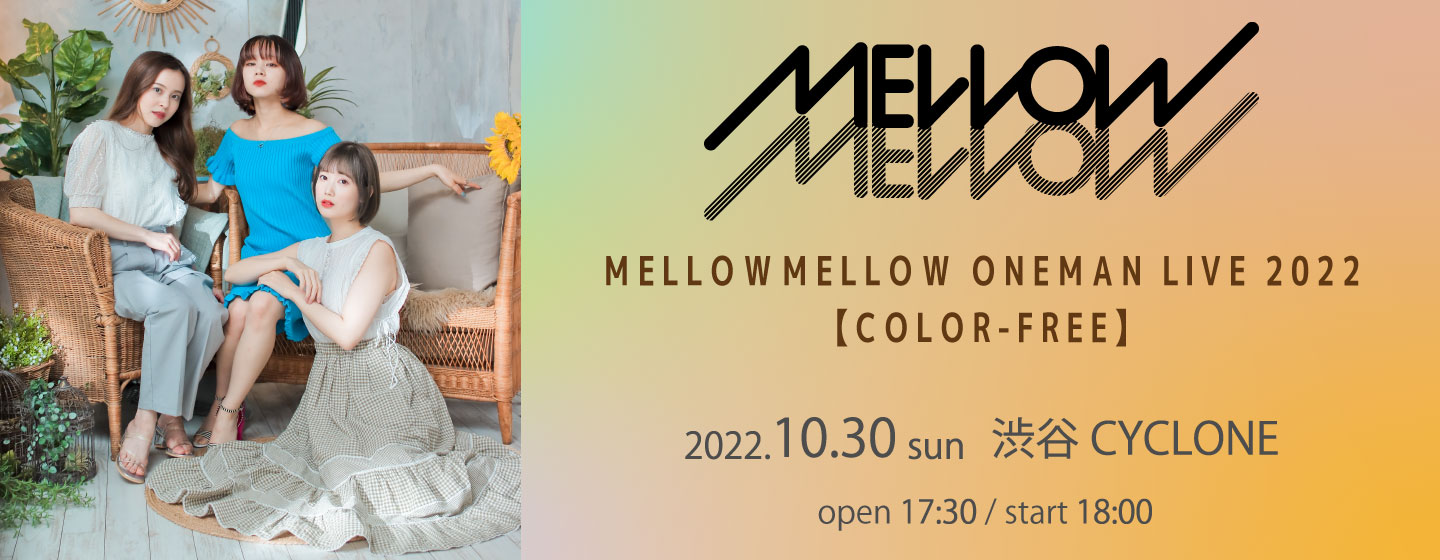 MELLOW
MELLOW
MELLOWMELLOW ONEMAN LIVE 2022
【COLOR-FREE】
2022.10.30 sun 渋谷 CYCLONE
open 17:30 / start 18:00